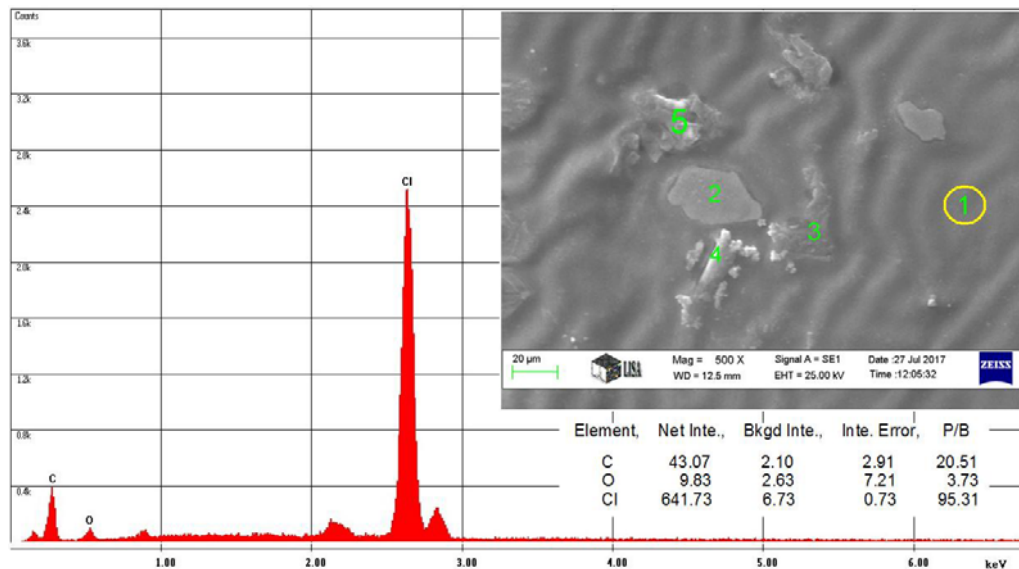 Counts
3.6k
3.2k
2.8k
2.4k
2.0k
1.6k
1.2k
0.8k
0.4k
C
O
Cl
1.00
2.00
3.00
4.00
5.00
6.00
keV
5
2
1
3
4
20 µm
LISA
Mag = 500 X
WD = 12.5 mm
Signal A = SE1
EHT = 25.00 kV
Date :27 Jul 2017
Time :12:05:32
ZEISS
Element, Net Inte., Bkgd Inte., Inte. Error, P/B
C 43.07 2.10 2.91 20.51
O 9.83 2.63 7.21 3.73
Cl 641.73 6.73 0.73 95.31